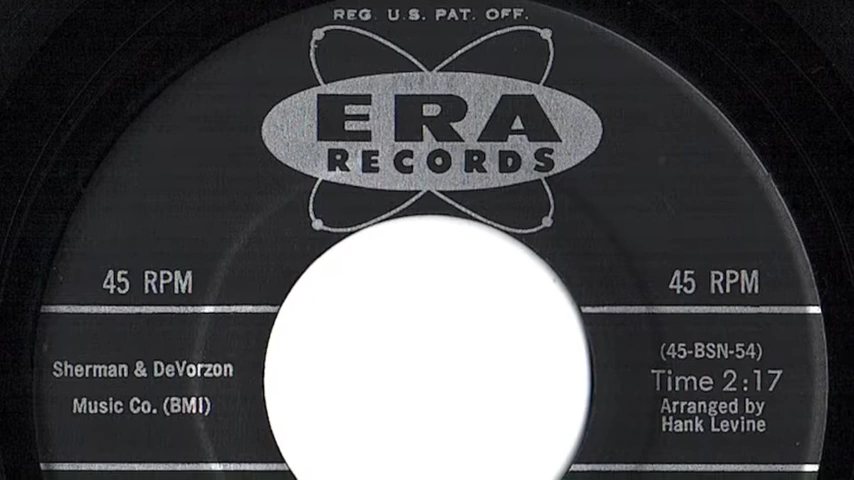 REG. U.S. PAT. OFF.
ERA
RECORDS
45 RPM
45 RPM
Sherman & DeVorzon
Music Co. (BMI)
(45-BSN-54)
Time 2:17
Arranged by
Hank Levine